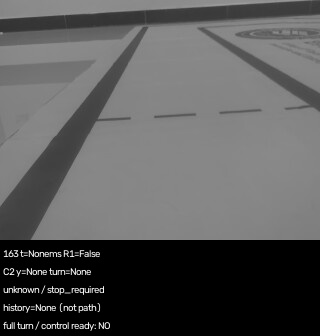 163 t=Nonems R1=False
C2 y=None turn=None
unknown / stop_required
history=None (not path)
full turn / control ready: NO